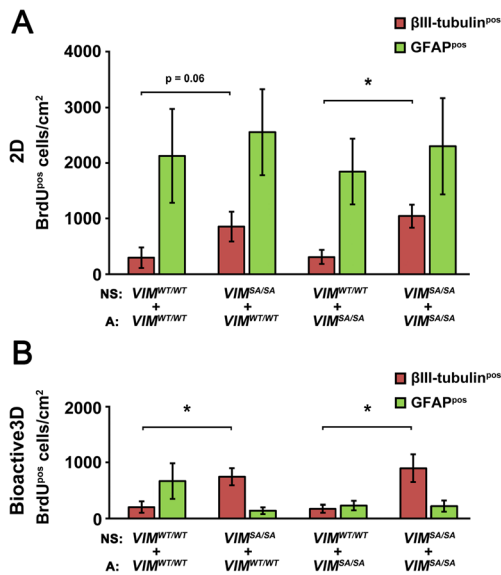 A
βIII-tubulinᵖᵒˢ
GFAPᵖᵒˢ
2D
BrdUᵖᵒˢ cells/cm²
4000
3000
2000
1000
0
p = 0.06
*
NS: VIMᵂᵀ/ᵂᵀ VIMˢᴬ/ˢᴬ VIMᵂᵀ/ᵂᵀ VIMˢᴬ/ˢᴬ
+ + + +
A: VIMᵂᵀ/ᵂᵀ VIMᵂᵀ/ᵂᵀ VIMˢᴬ/ˢᴬ VIMˢᴬ/ˢᴬ
B
βIII-tubulinᵖᵒˢ
GFAPᵖᵒˢ
Bioactive3D
BrdUᵖᵒˢ cells/cm²
2000
1000
0
* *
NS: VIMᵂᵀ/ᵂᵀ VIMˢᴬ/ˢᴬ VIMᵂᵀ/ᵂᵀ VIMˢᴬ/ˢᴬ
+ + + +
A: VIMᵂᵀ/ᵂᵀ VIMᵂᵀ/ᵂᵀ VIMˢᴬ/ˢᴬ VIMˢᴬ/ˢᴬ